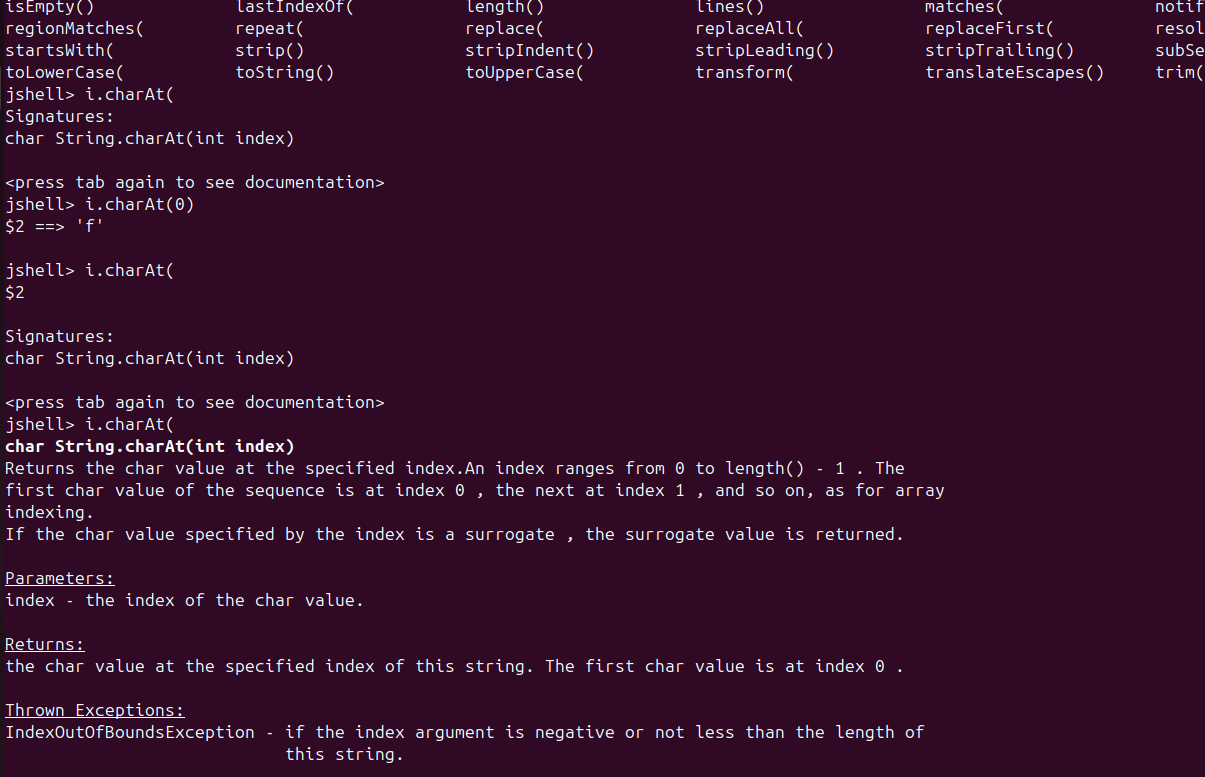 isEmpty() lastIndexOf( length() lines() matches( notif
regionMatches( repeat( replace( replaceAll( replaceFirst( resol
startsWith( strip() stripIndent() stripLeading() stripTrailing() subSe
toLowerCase( toString() toUpperCase( transform( translateEscapes() trim(
jshell> i.charAt(
Signatures:
char String.charAt(int index)
<press tab again to see documentation>
jshell> i.charAt(0)
$2 ==> 'f'
jshell> i.charAt(
$2
Signatures:
char String.charAt(int index)
<press tab again to see documentation>
jshell> i.charAt(
char String.charAt(int index)
Returns the char value at the specified index.An index ranges from 0 to length() - 1 . The
first char value of the sequence is at index 0 , the next at index 1 , and so on, as for array
indexing.
If the char value specified by the index is a surrogate , the surrogate value is returned.
Parameters:
index - the index of the char value.
Returns:
the char value at the specified index of this string. The first char value is at index 0 .
Thrown Exceptions:
IndexOutOfBoundsException - if the index argument is negative or not less than the length of
this string.